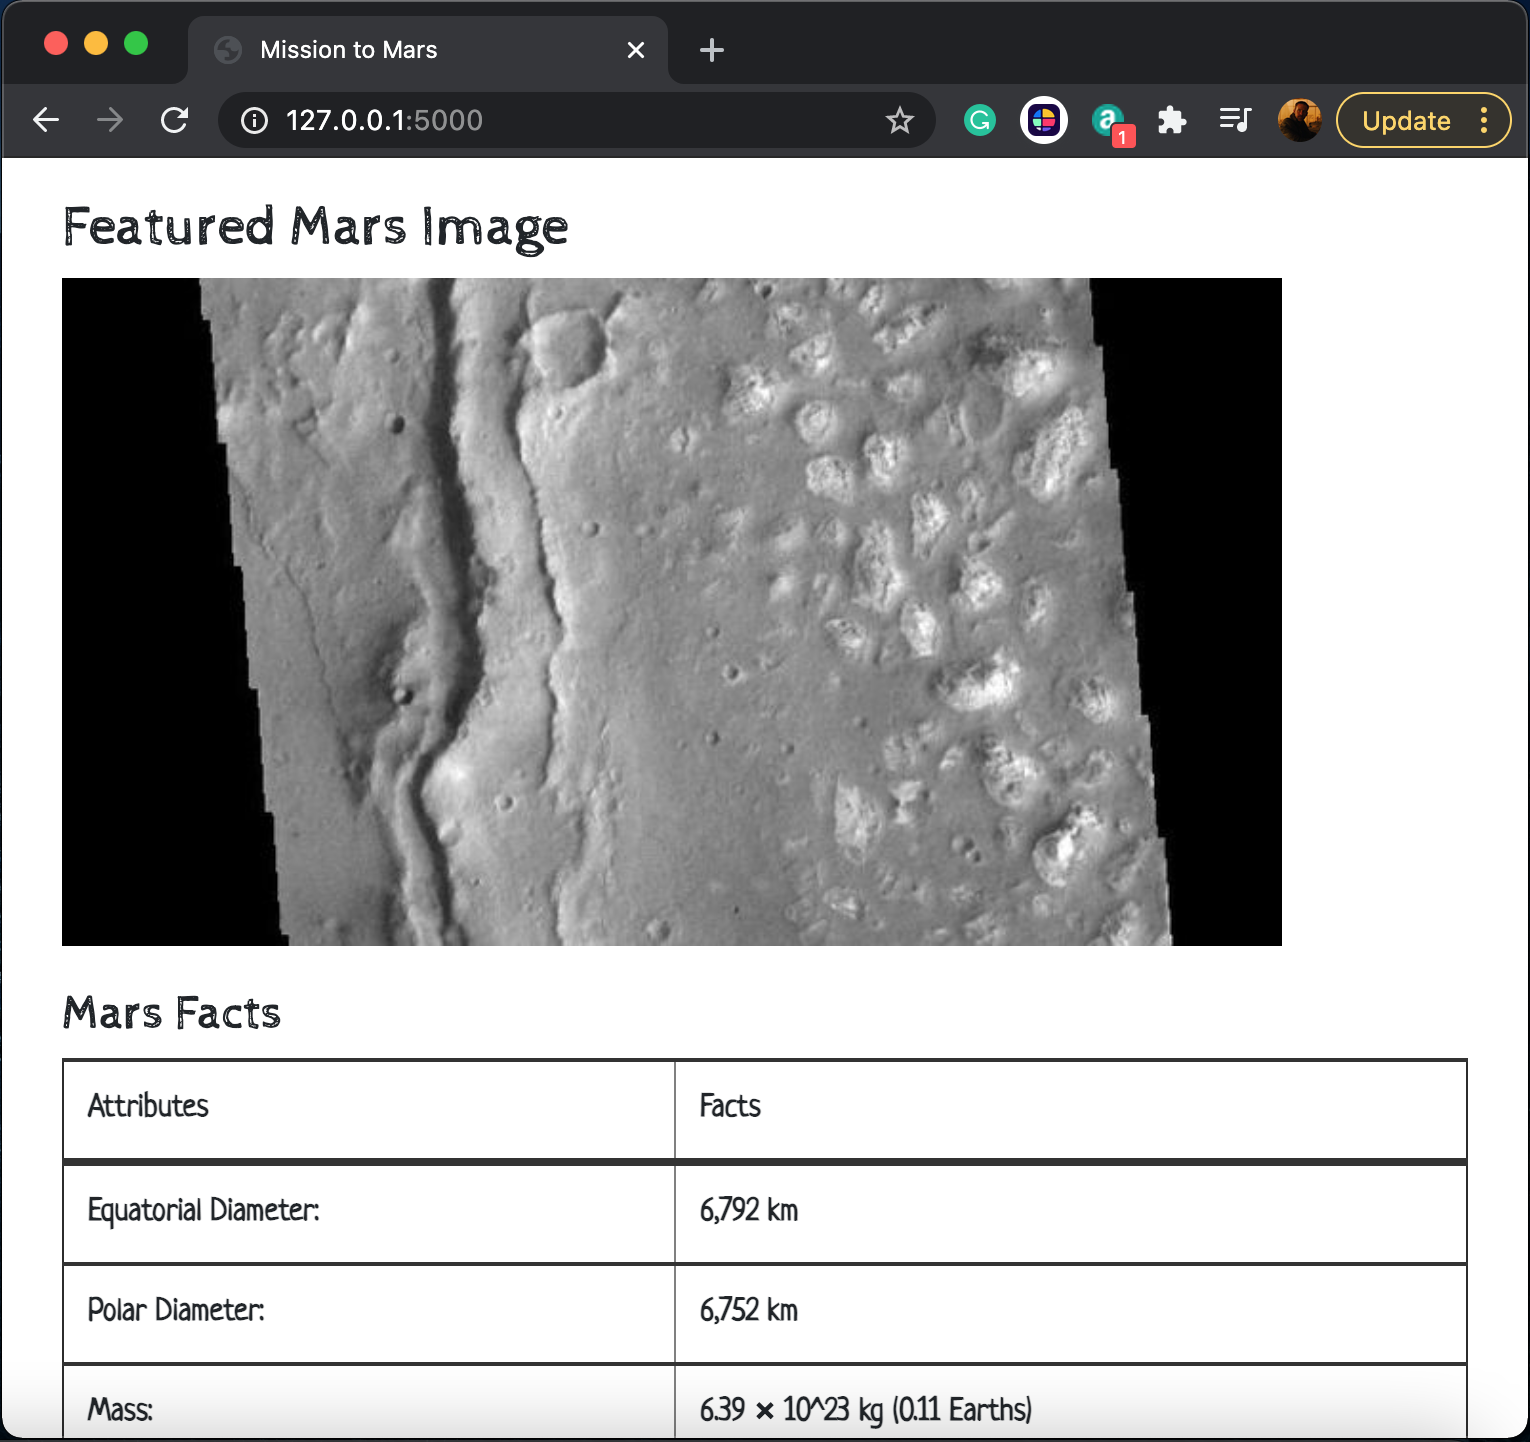 Mission to Mars
127.0.0.1:5000
G
a
1
Update
Featured Mars Image
Mars Facts
Attributes Facts
Equatorial Diameter: 6,792 km
Polar Diameter: 6,752 km
Mass: 6.39 × 10^23 kg (0.11 Earths)